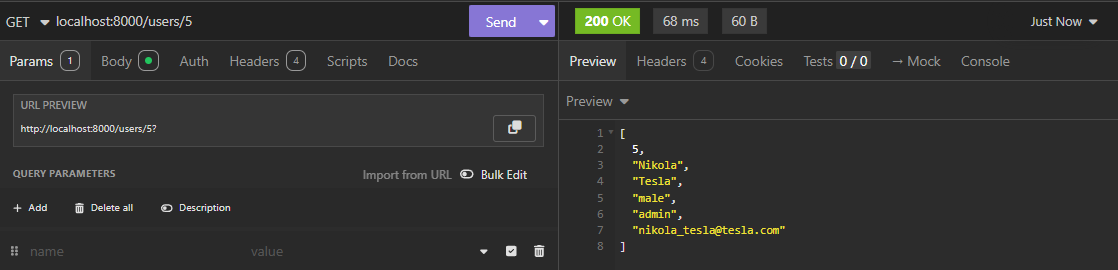 GET localhost:8000/users/5 Send
200 OK 68 ms 60 B Just Now
Params 1 Body Auth Headers 4 Scripts Docs
Preview Headers 4 Cookies Tests 0 / 0 → Mock Console
URL PREVIEW
http://localhost:8000/users/5?
QUERY PARAMETERS Import from URL Bulk Edit
+ Add Delete all Description
name value
Preview
1 [
2 5,
3 "Nikola",
4 "Tesla",
5 "male",
6 "admin",
7 "nikola_tesla@tesla.com"
8 ]